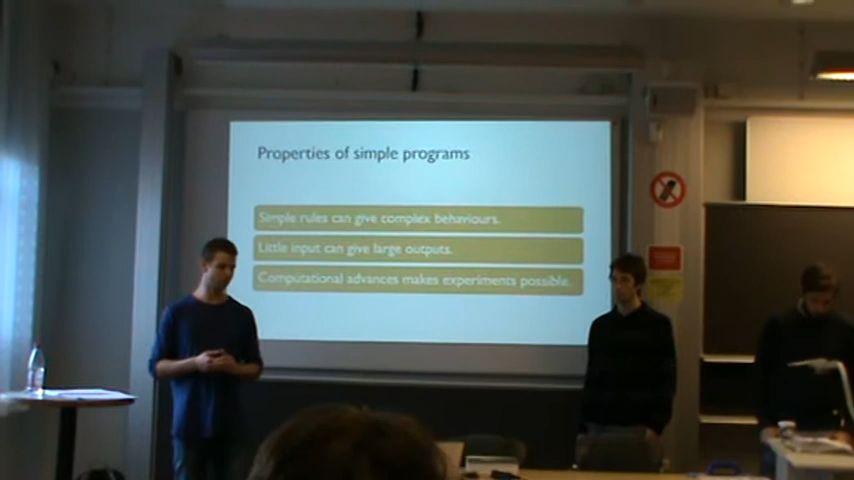 Properties of simple programs
Simple rules can give complex behaviours.
Little input can give large outputs.
Computational advances makes experiments possible.